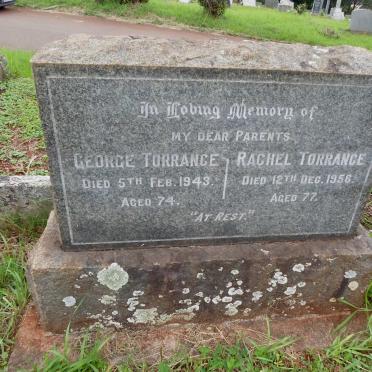 In Loving Memory of
MY DEAR PARENTS
GEORGE TORRANCE
DIED 5TH FEB. 1943.
AGED 74.
RACHEL TORRANCE
DIED 12TH DEC. 1956.
AGED 77.
"AT REST."